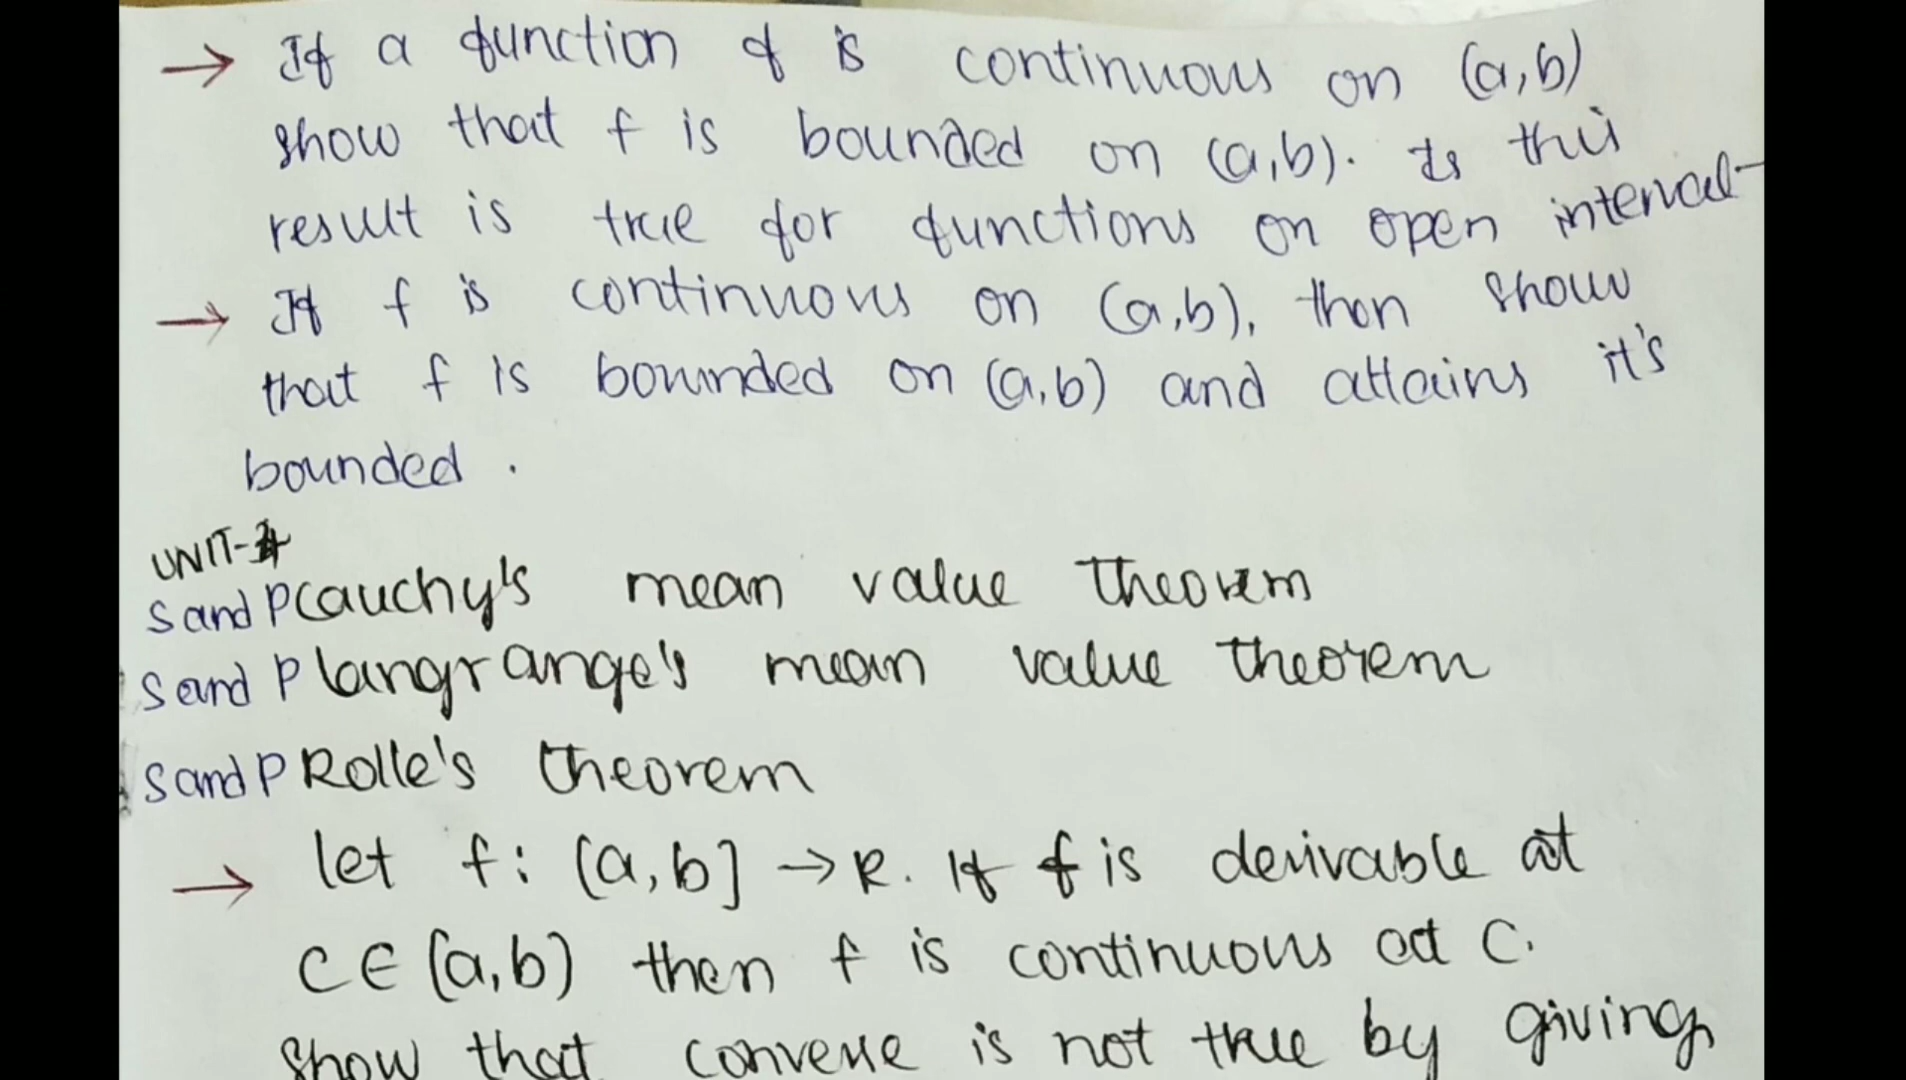 → If a function f is continuous on (a,b)
show that f is bounded on (a,b). Is this
result is true for functions on open interval-
→ If f is continuous on (a,b), then show
that f is bounded on (a,b) and attains it's
bounded.
UNIT-
S and P cauchy's mean value theorem
S and P langrange's mean value theorem
S and P Rolle's theorem
→ let f: [a,b] → R. If f is derivable at
C ∈ (a,b) then f is continuous at C.
Show that converse is not true by giving